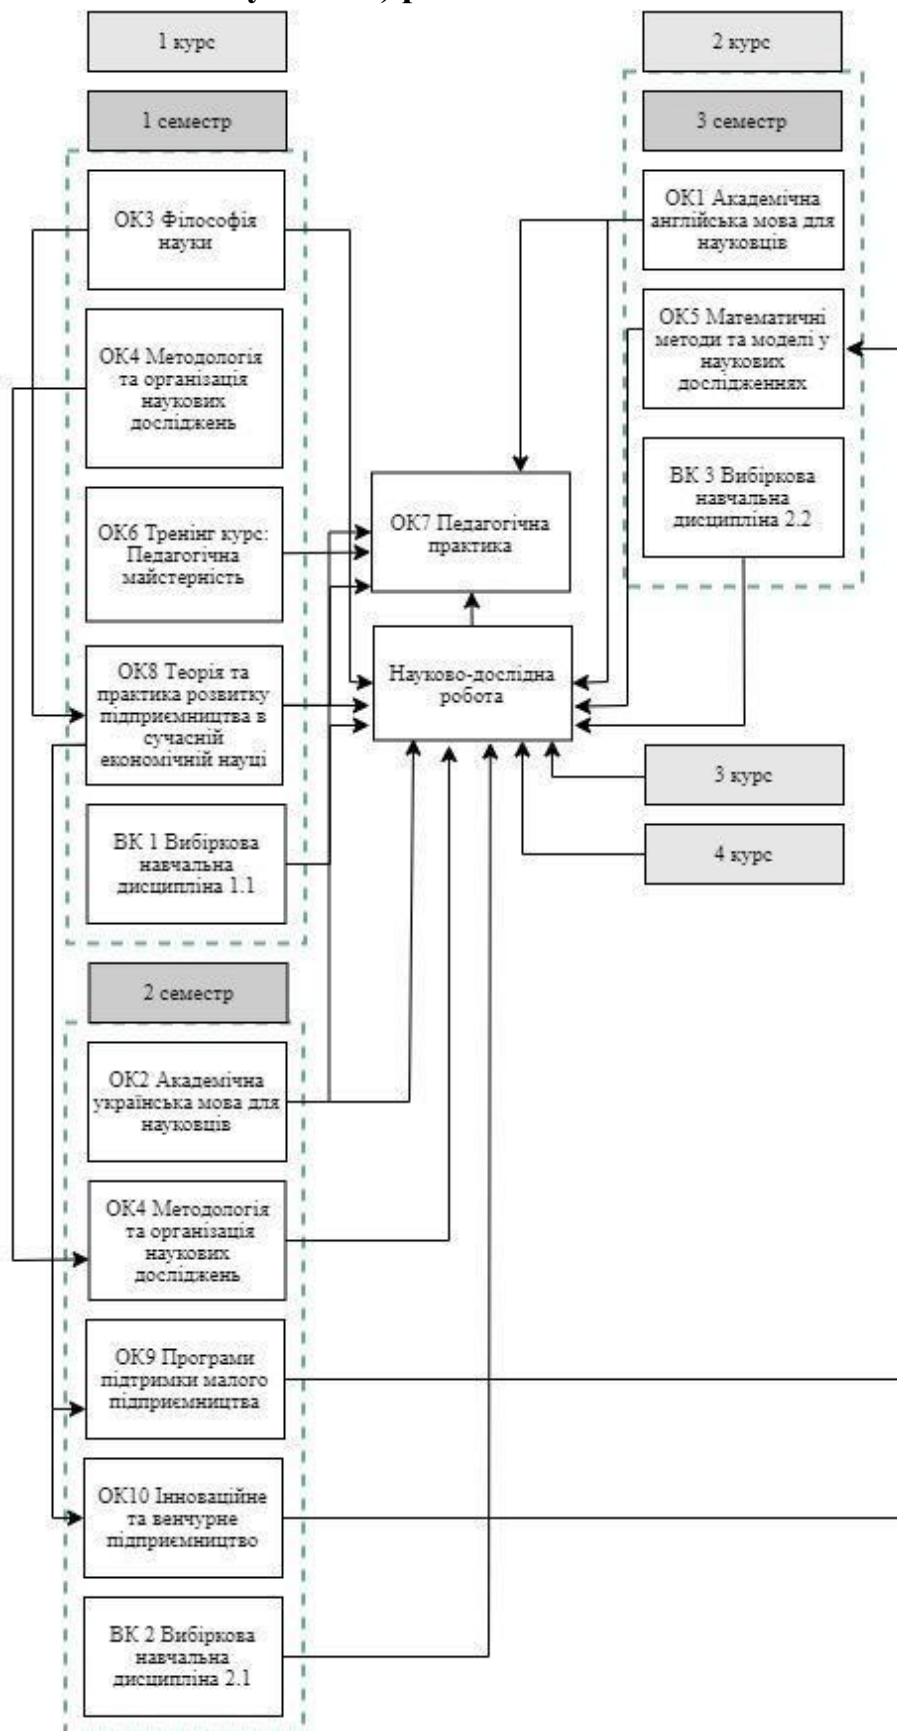 1 курс
1 семестр
ОК3 Філософія
науки
ОК4 Методологія
та організація
наукових
досліджень
ОК6 Тренінг курс:
Педагогічна
майстерність
ОК8 Теорія та
практика розвитку
підприємництва в
сучасній
економічній науці
ВК 1 Вибіркова
навчальна
дисципліна 1.1
2 семестр
ОК2 Академічна
українська мова для
науковців
ОК4 Методологія
та організація
наукових
досліджень
ОК9 Програми
підтримки малого
підприємництва
ОК10 Інноваційне
та венчурне
підприємництво
ВК 2 Вибіркова
навчальна
дисципліна 2.1
ОК7 Педагогічна
практика
Науково-дослідна
робота
2 курс
3 семестр
ОК1 Академічна
англійська мова для
науковців
ОК5 Математичні
методи та моделі у
наукових
дослідженнях
ВК 3 Вибіркова
навчальна
дисципліна 2.2
3 курс
4 курс